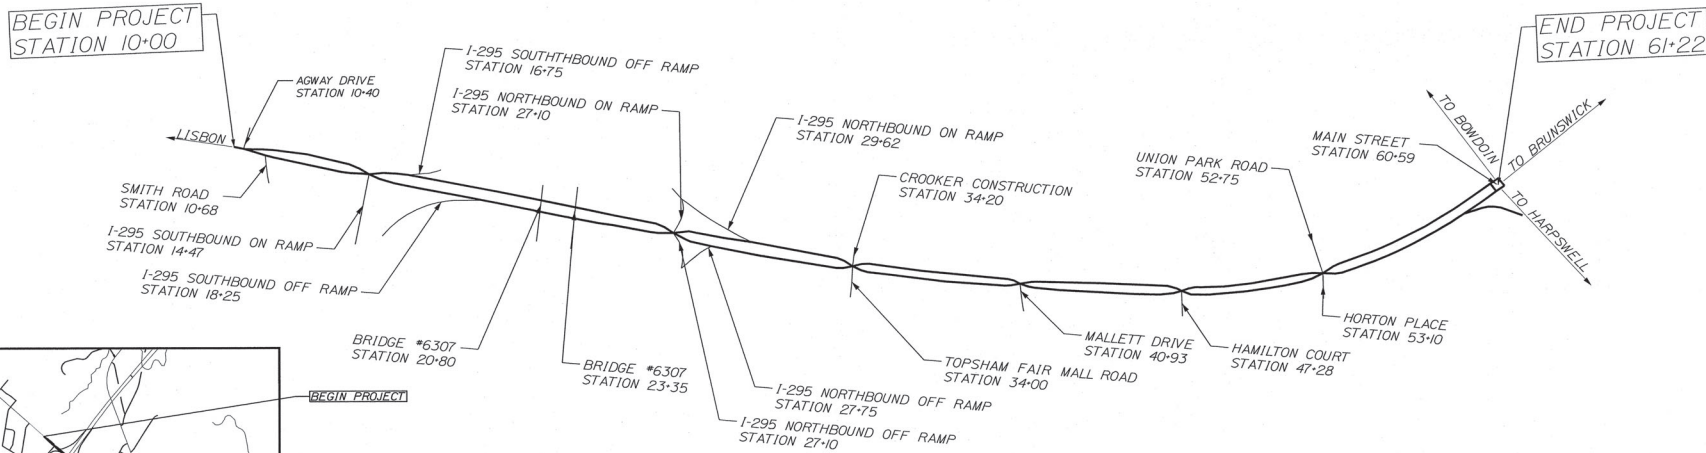 BEGIN PROJECT
STATION 10+00
END PROJECT
STATION 61+22
I-295 SOUTHTHBOUND OFF RAMP
STATION 16+75
AGWAY DRIVE
STATION 10+40
I-295 NORTHBOUND ON RAMP
STATION 27+10
I-295 NORTHBOUND ON RAMP
STATION 29+62
LISBON
TO BOWDOIN
TO BRUNSWICK
MAIN STREET
STATION 60+59
UNION PARK ROAD
STATION 52+75
CROOKER CONSTRUCTION
STATION 34+20
SMITH ROAD
STATION 10+68
TO HARPSWELL
I-295 SOUTHBOUND ON RAMP
STATION 14+47
I-295 SOUTHBOUND OFF RAMP
STATION 18+25
BRIDGE #6307
STATION 20+80
BRIDGE #6307
STATION 23+35
HORTON PLACE
STATION 53+10
MALLETT DRIVE
STATION 40+93
HAMILTON COURT
STATION 47+28
TOPSHAM FAIR MALL ROAD
STATION 34+00
I-295 NORTHBOUND OFF RAMP
STATION 27+75
I-295 NORTHBOUND OFF RAMP
STATION 27+10
BEGIN PROJECT